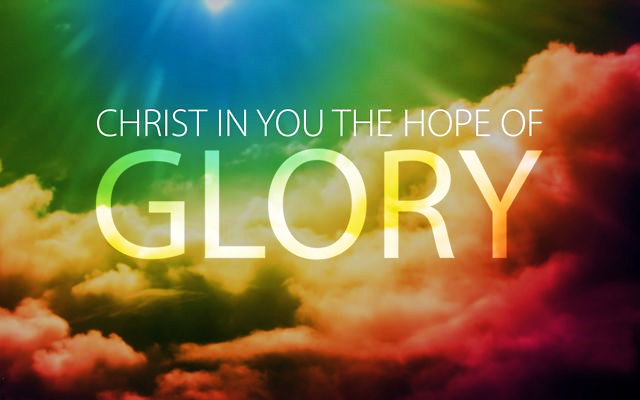 CHRIST IN YOU THE HOPE OF
GLORY